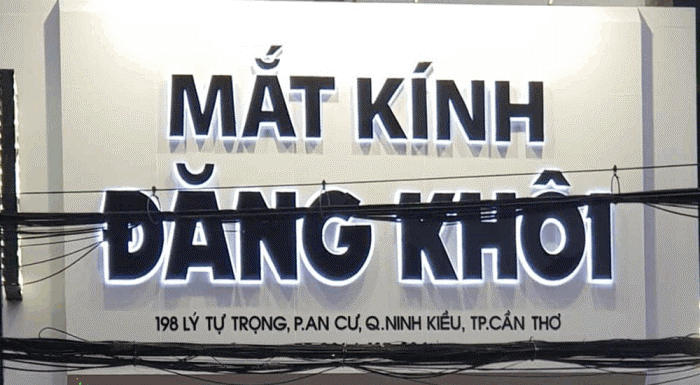 MẮT KÍNH
ĐĂNG KHÔI
198 LÝ TỰ TRỌNG, P.AN CƯ, Q.NINH KIỀU, TP.CẦN THƠ